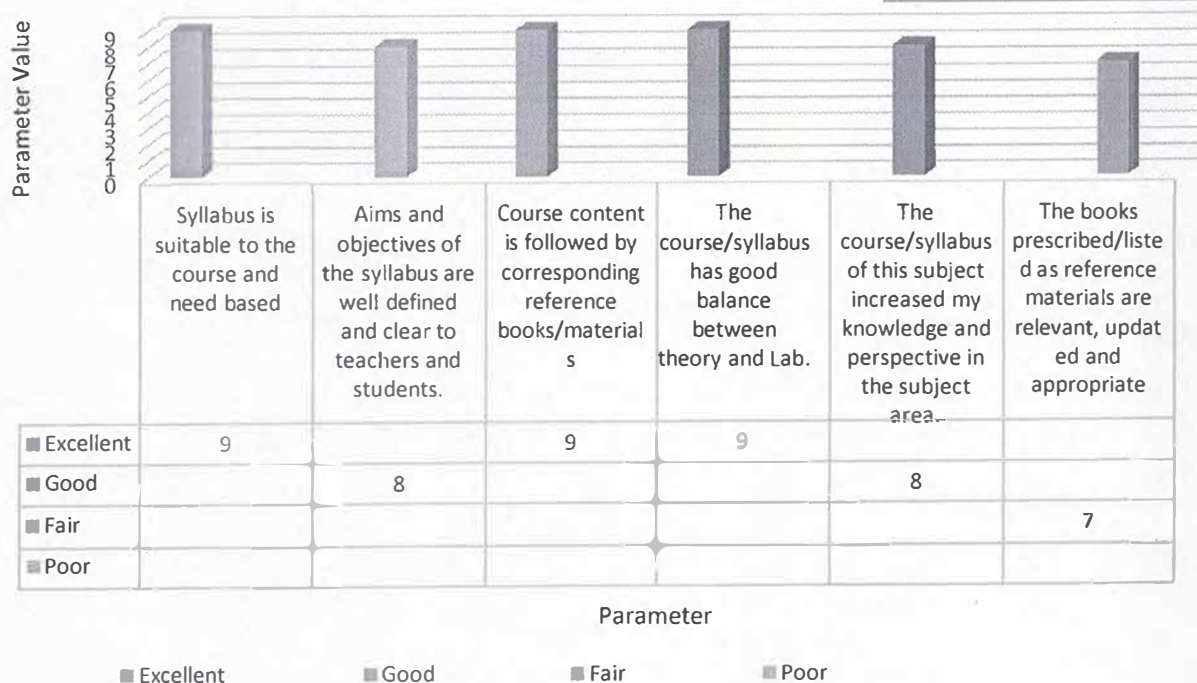 Parameter Value
9
8
7
6
5
4
3
2
1
0
Syllabus is
suitable to the
course and
need based
Aims and
objectives of
the syllabus are
well defined
and clear to
teachers and
students.
Course content
is followed by
corresponding
reference
books/material
s
The
course/syllabus
has good
balance
between
theory and Lab.
The
course/syllabus
of this subject
increased my
knowledge and
perspective in
the subject
area..
The books
prescribed/liste
d as reference
materials are
relevant, updat
ed and
appropriate
Excellent 9 9 9
Good 8 8
Fair 7
Poor
Parameter
Excellent Good Fair Poor